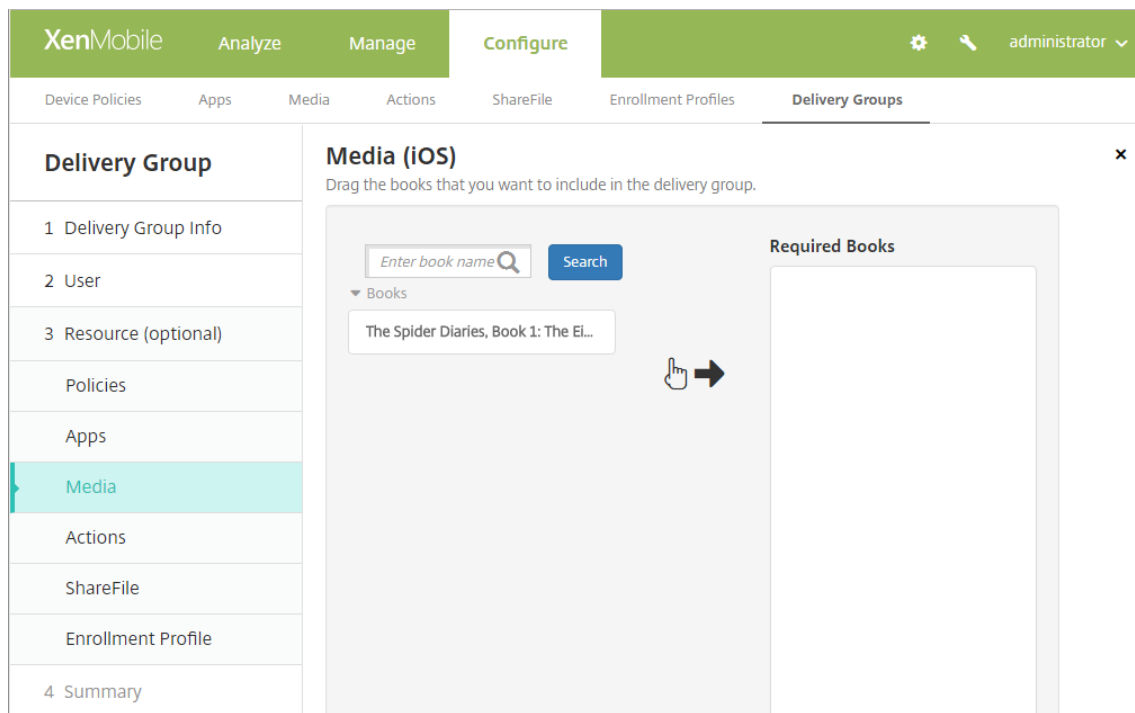 XenMobile Analyze Manage Configure administrator
Device Policies Apps Media Actions ShareFile Enrollment Profiles Delivery Groups
Delivery Group
1 Delivery Group Info
2 User
3 Resource (optional)
Policies
Apps
Media
Actions
ShareFile
Enrollment Profile
4 Summary
Media (iOS)
Drag the books that you want to include in the delivery group.
Enter book name Search
Books
The Spider Diaries, Book 1: The Ei...
Required Books